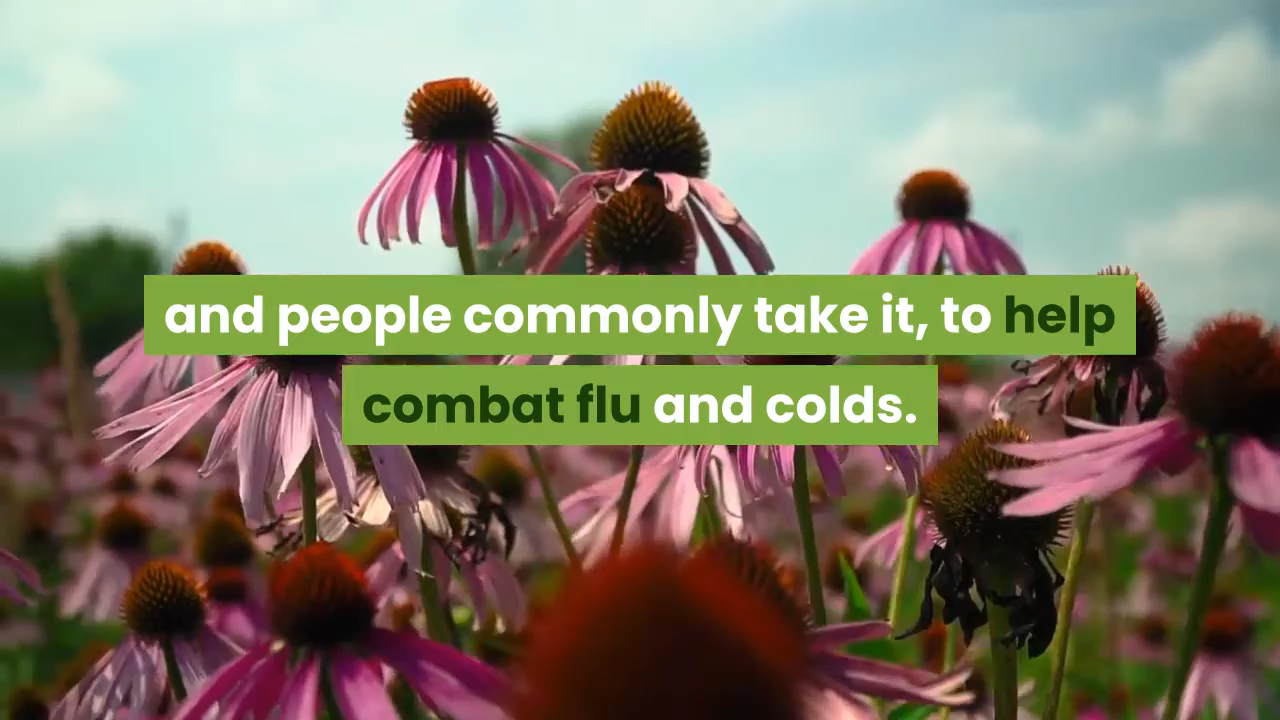 and people commonly take it, to help
combat flu and colds.